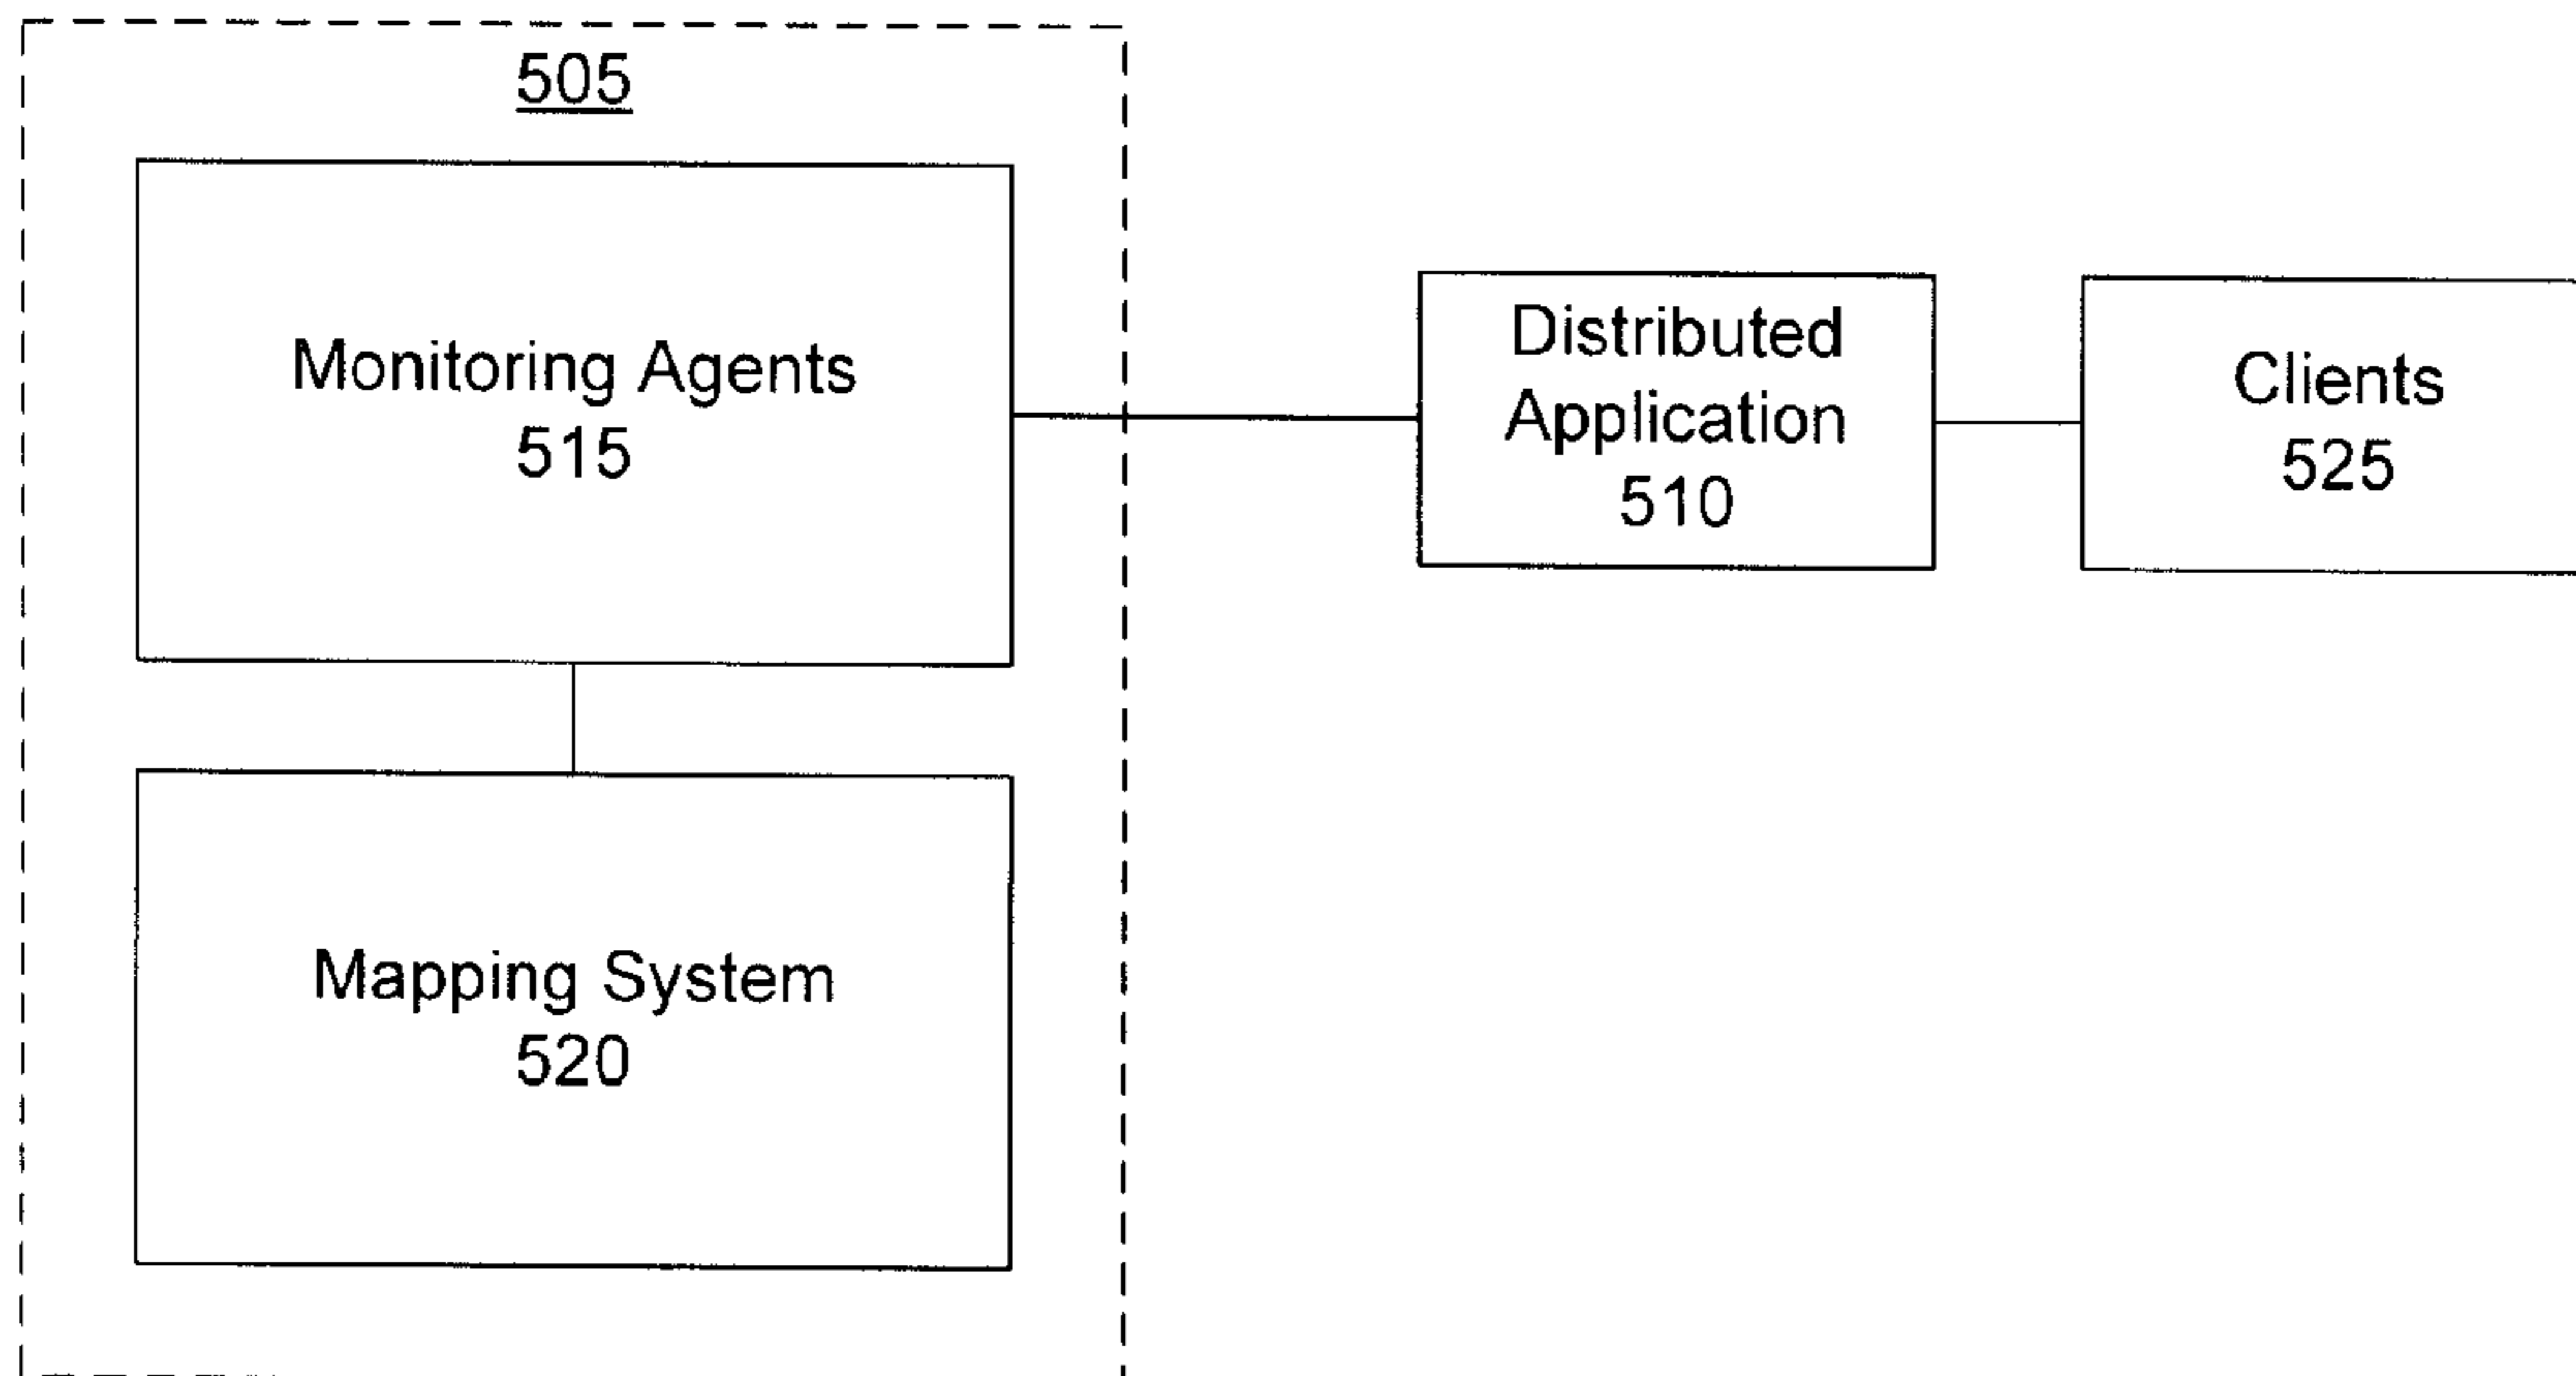 505
Monitoring Agents
515
Distributed
Application
510
Clients
525
Mapping System
520